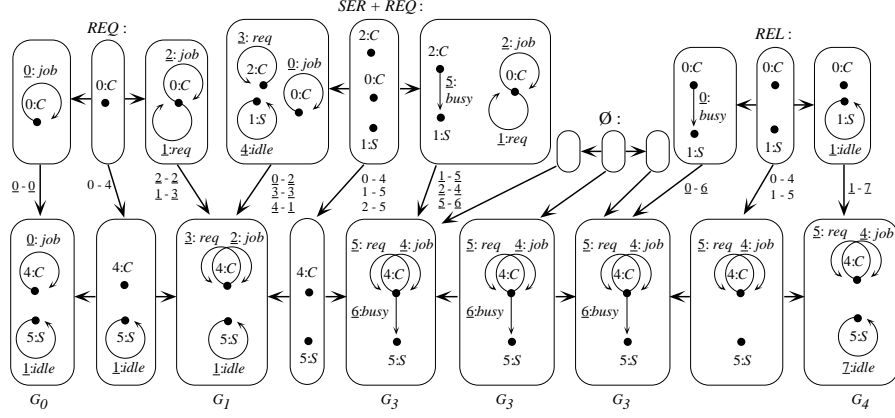 REQ : SER + REQ : REL :
3: req 2:C 2:C 2: job 0:C 0:C 0:C
0: job 0:C 2: job 0: job 5:
0:C 0:C 2:C 0:C 0:C busy 0:C 0:
busy
1:S 1:S 1:S 1:S 1:S 1:S
1:req 4:idle 1:req Ø : 1:idle
0 - 0 0 - 4 2 - 2 0 - 2 0 - 4 1 - 5 0 - 6 0 - 4 1 - 7
1 - 3 3 - 3 1 - 5 2 - 4 1 - 5
4 - 1 2 - 5 5 - 6
0: job 3: req 2: job 5: req 4: job 5: req 4: job 5: req 4: job 5: req 4: job 5: req 4: job
4:C 4:C 4:C 4:C 4:C 4:C 4:C 4:C 4:C
6:busy 6:busy 6:busy
5:S 5:S 5:S 5:S 5:S 5:S 5:S 5:S 5:S
1:idle 1:idle 1:idle 7:idle
G0 G1 G3 G3 G3 G4